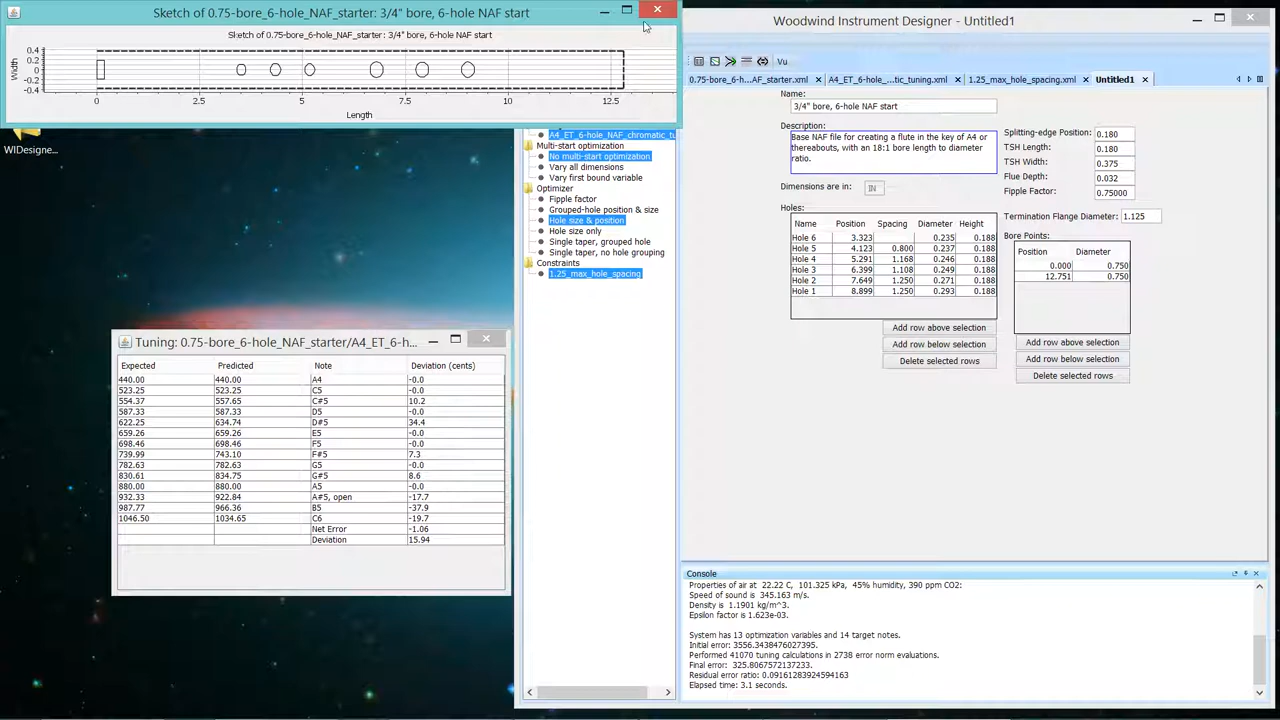 Sketch of 0.75-bore_6-hole_NAF_starter: 3/4" bore, 6-hole NAF start
Sketch of 0.75-bore_6-hole_NAF_starter: 3/4" bore, 6-hole NAF start
Width
0.4
0.2
0.0
-0.2
-0.4
0 2.5 5.0 7.5 10.0 12.5
Length
WIDesigne...
Woodwind Instrument Designer - Untitled1
Vu
0.75-bore_6-h...AF_starter.xml
A4_ET_6-hole_...tic_tuning.xml
1.25_max_hole_spacing.xml
Untitled1
A4_ET_6-hole_NAF_chromatic_tu
Multi-start optimization
No multi-start optimization
Vary all dimensions
Vary first bound variable
Optimizer
Fipple factor
Grouped-hole position & size
Hole size & position
Hole size only
Single taper, grouped hole
Single taper, no hole grouping
Constraints
1.25_max_hole_spacing
Name:
3/4" bore, 6-hole NAF start
Description:
Base NAF file for creating a flute in the key of A4 or
thereabouts, with an 18:1 bore length to diameter
ratio.
Dimensions are in: IN
Holes:
Name Position Spacing Diameter Height
Hole 6 3.323 0.235 0.188
Hole 5 4.123 0.800 0.237 0.188
Hole 4 5.291 1.168 0.246 0.188
Hole 3 6.399 1.108 0.249 0.188
Hole 2 7.649 1.250 0.271 0.188
Hole 1 8.899 1.250 0.293 0.188
Add row above selection
Add row below selection
Delete selected rows
Splitting-edge Position: 0.180
TSH Length: 0.180
TSH Width: 0.375
Flue Depth: 0.032
Fipple Factor: 0.75000
Termination Flange Diameter: 1.125
Bore Points:
Position Diameter
0.000 0.750
12.751 0.750
Add row above selection
Add row below selection
Delete selected rows
Tuning: 0.75-bore_6-hole_NAF_starter/A4_ET_6-h...
Expected Predicted Note Deviation (cents)
440.00 440.00 A4 -0.0
523.25 523.25 C5 -0.0
554.37 557.65 C#5 10.2
587.33 587.33 D5 -0.0
622.25 634.74 D#5 34.4
659.26 659.26 E5 -0.0
698.46 698.46 F5 -0.0
739.99 743.10 F#5 7.3
782.63 782.63 G5 -0.0
830.61 834.75 G#5 8.6
880.00 880.00 A5 -0.0
932.33 922.84 A#5, open -17.7
987.77 966.36 B5 -37.9
1046.50 1034.65 C6 -19.7
Net Error -1.06
Deviation 15.94
Console
Properties of air at 22.22 C, 101.325 kPa, 45% humidity, 390 ppm CO2:
Speed of sound is 345.163 m/s.
Density is 1.1901 kg/m^3.
Epsilon factor is 1.623e-03.
System has 13 optimization variables and 14 target notes.
Initial error: 3556.3438476027395.
Performed 41070 tuning calculations in 2738 error norm evaluations.
Final error: 325.8067572137233.
Residual error ratio: 0.09161283924594163
Elapsed time: 3.1 seconds.